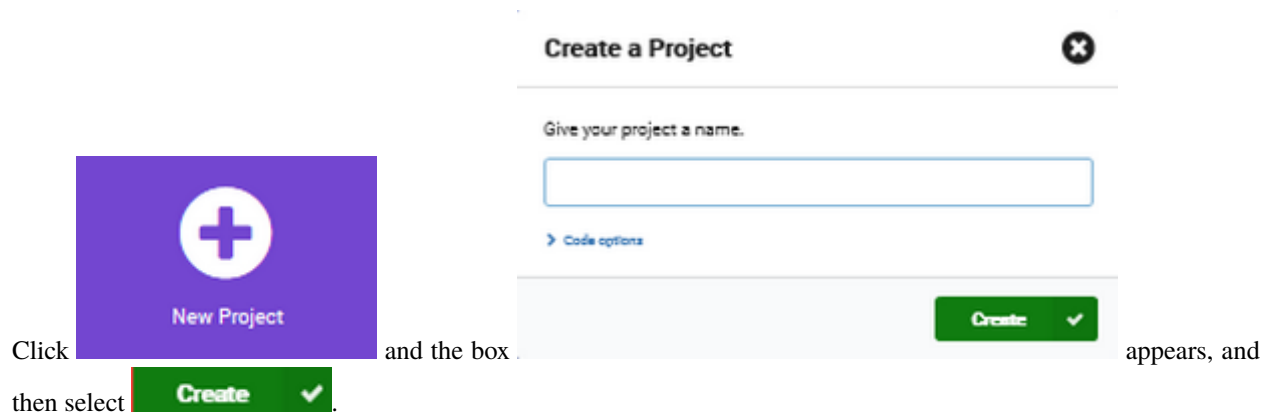 Create a Project
Give your project a name.
Code options
New Project
Create
Click and the box appears, and
then select Create .